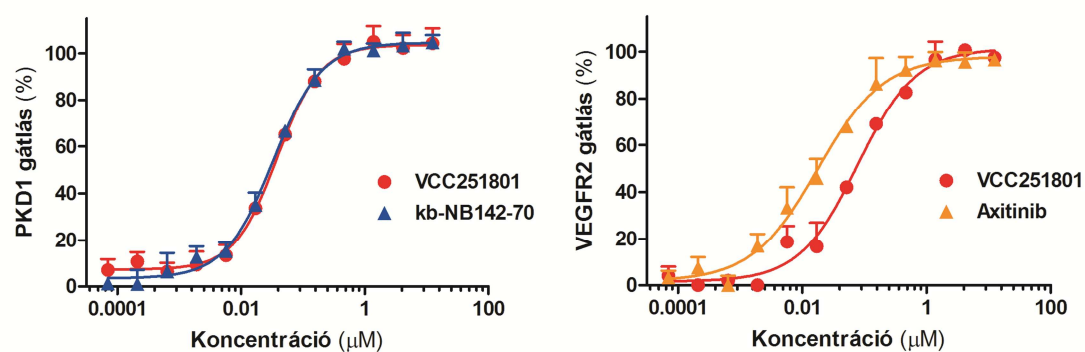 PKD1 gátlás (%)
100
80
60
40
20
0
0.0001
0.01
1
100
Koncentráció (μM)
VCC251801
kb-NB142-70
VEGFR2 gátlás (%)
100
80
60
40
20
0
0.0001
0.01
1
100
Koncentráció (μM)
VCC251801
Axitinib